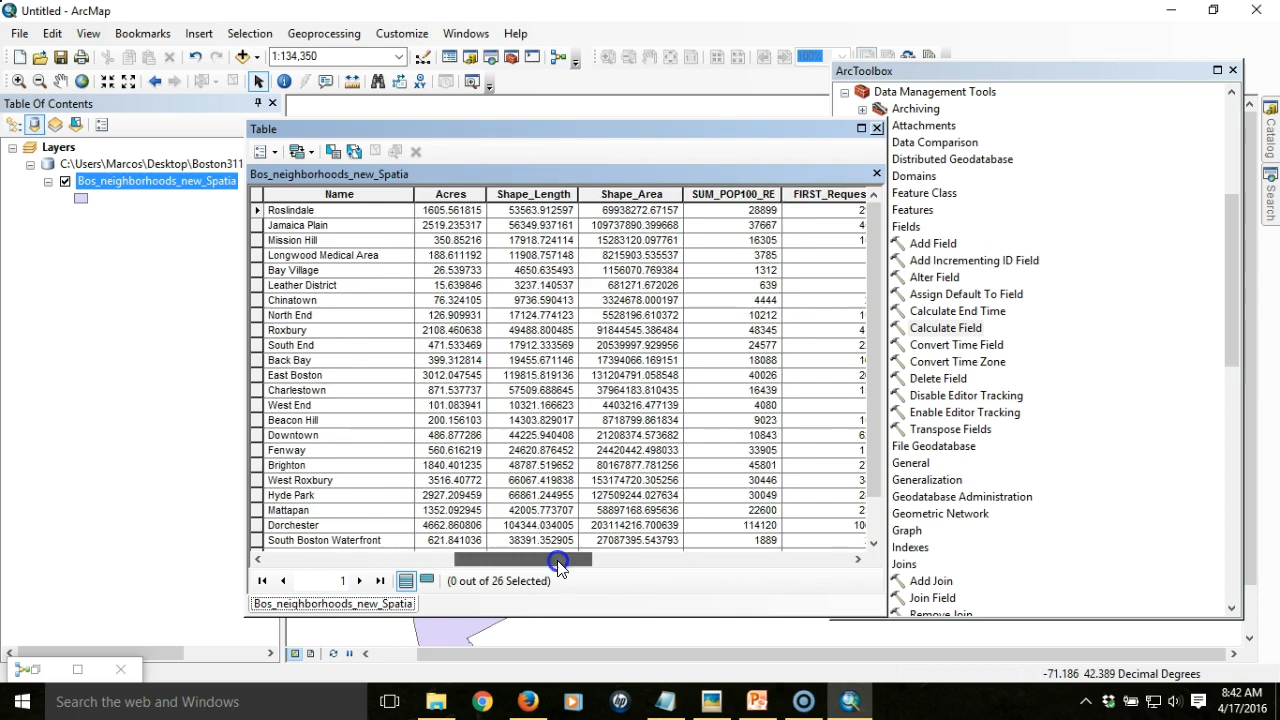 Untitled - ArcMap
File Edit View Bookmarks Insert Selection Geoprocessing Customize Windows Help
1:134,350
100%
Table Of Contents
Layers
C:\Users\Marcos\Desktop\Boston311
Bos_neighborhoods_new_Spatia
Table
Bos_neighborhoods_new_Spatia
Name Acres Shape_Length Shape_Area SUM_POP100_RE FIRST_Reques
Roslindale 1605.561815 53563.912597 69938272.67157 28899
Jamaica Plain 2519.235317 56349.937161 109737890.399668 37667
Mission Hill 350.85216 17918.724114 15283120.097761 16305
Longwood Medical Area 188.611192 11908.757148 8215903.535537 3785
Bay Village 26.539733 4650.635493 1156070.769384 1312
Leather District 15.639846 3237.140537 681271.672026 639
Chinatown 76.324105 9736.590413 3324678.000197 4444
North End 126.909931 17124.774123 5528196.610372 10212
Roxbury 2108.460638 49488.800485 91844545.386484 48345
South End 471.533469 17912.333569 20539997.929956 24577
Back Bay 399.312814 19455.671146 17394066.169151 18088
East Boston 3012.047545 119815.819136 131204791.058548 40026
Charlestown 871.537737 57509.688645 37964183.810435 16439
West End 101.083941 10321.166623 4403216.477139 4080
Beacon Hill 200.156103 14303.829017 8718799.861834 9023
Downtown 486.877286 44225.940408 21208374.573682 10843
Fenway 560.616219 24620.876452 24420442.498033 33905
Brighton 1840.401235 48787.519652 80167877.781256 45801
West Roxbury 3516.40772 66067.419838 153174720.305256 30446
Hyde Park 2927.209459 66861.244955 127509244.027634 30049
Mattapan 1352.092945 42005.773707 58897168.695636 22600
Dorchester 4662.860806 104344.034005 203114216.700639 114120
South Boston Waterfront 621.841036 38391.352905 27087395.543793 1889
1
(0 out of 26 Selected)
Bos_neighborhoods_new_Spatia
ArcToolbox
Data Management Tools
Archiving
Attachments
Data Comparison
Distributed Geodatabase
Domains
Feature Class
Features
Fields
Add Field
Add Incrementing ID Field
Alter Field
Assign Default To Field
Calculate End Time
Calculate Field
Convert Time Field
Convert Time Zone
Delete Field
Disable Editor Tracking
Enable Editor Tracking
Transpose Fields
File Geodatabase
General
Generalization
Geodatabase Administration
Geometric Network
Graph
Indexes
Joins
Add Join
Join Field
Remove Join
Catalog
Search
-71.186 42.389 Decimal Degrees
Search the web and Windows
8:42 AM
4/17/2016